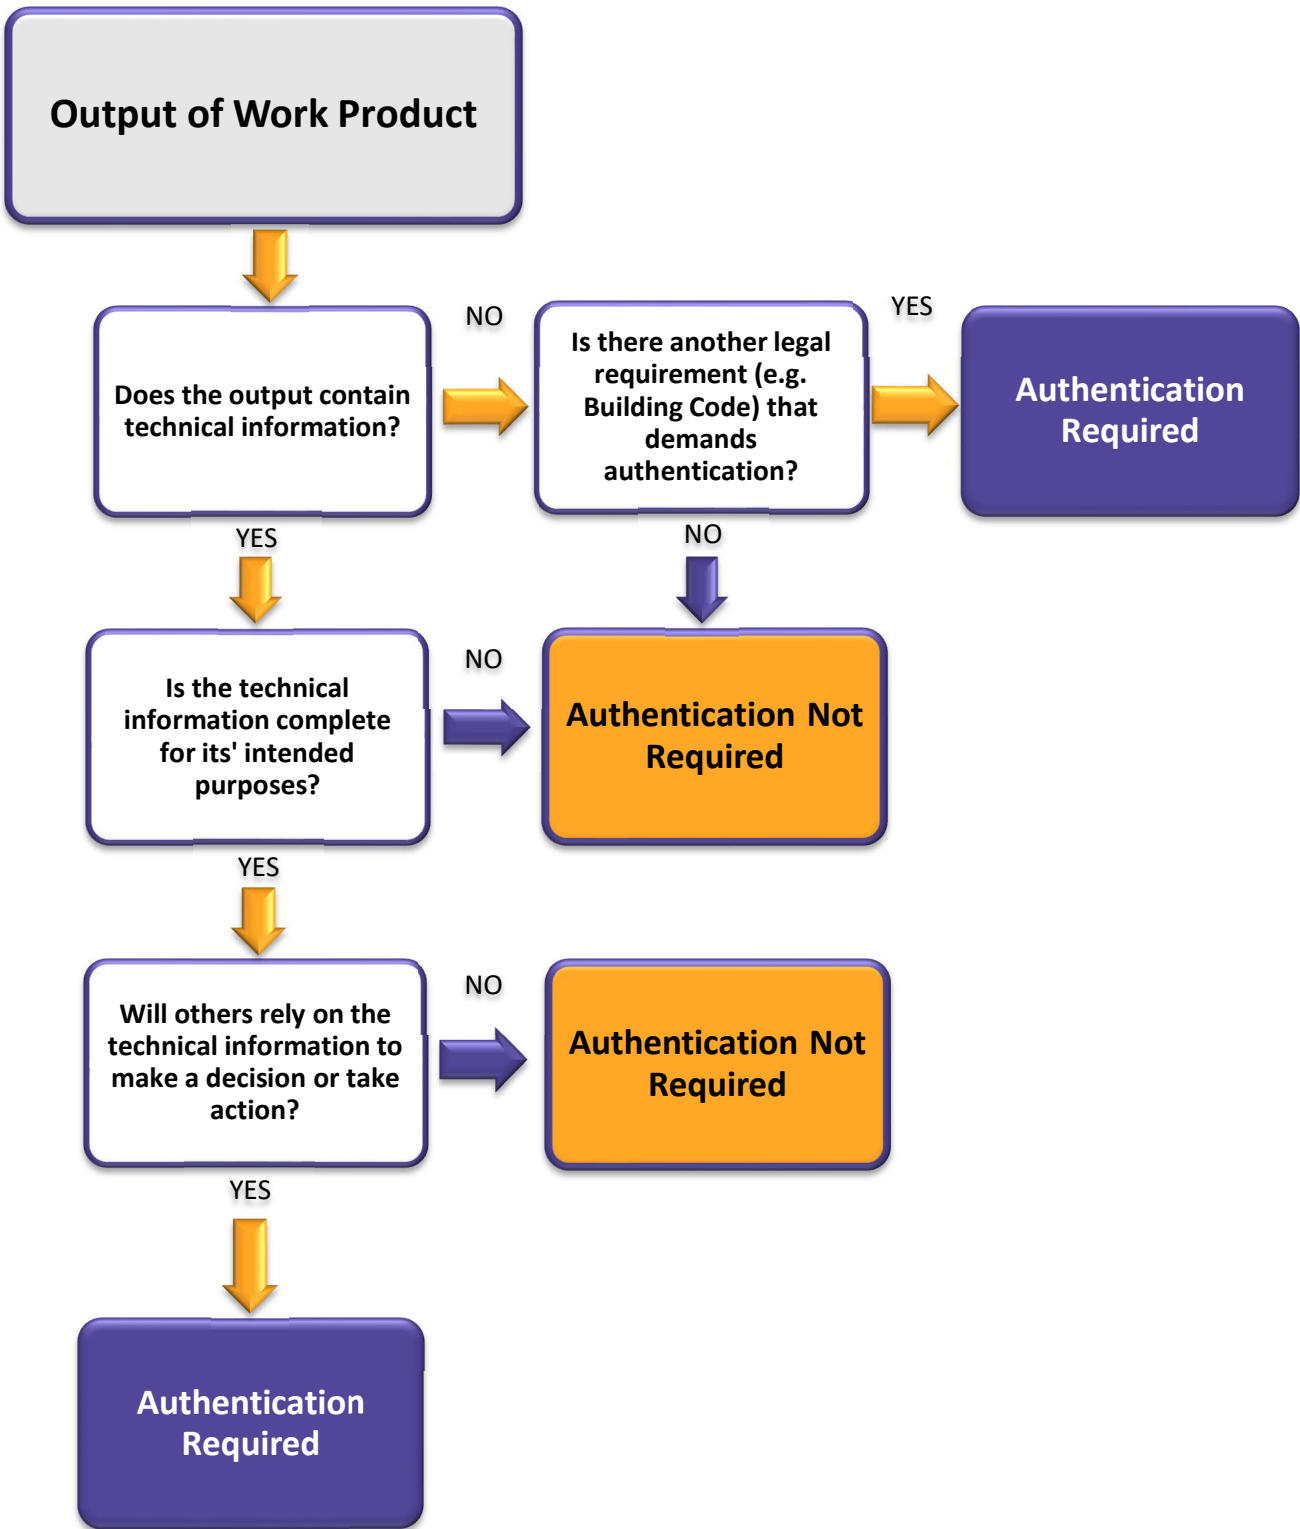 Output of Work Product
NO
YES
Does the output contain
technical information?
Is there another legal
requirement (e.g.
Building Code) that
demands
authentication?
Authentication
Required
YES
NO
Is the technical
information complete
for its' intended
purposes?
NO
Authentication Not
Required
YES
Will others rely on the
technical information to
make a decision or take
action?
NO
Authentication Not
Required
YES
Authentication
Required